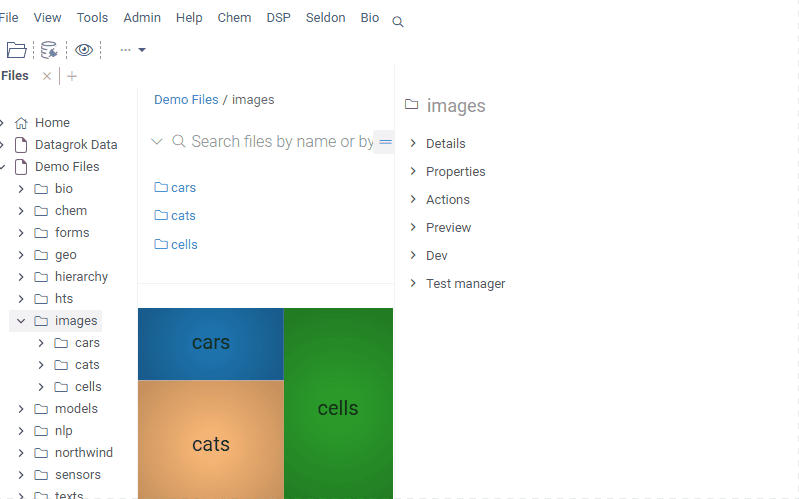 File View Tools Admin Help Chem DSP Seldon Bio
...
Files
Home
Datagrok Data
Demo Files
bio
chem
forms
geo
hierarchy
hts
images
cars
cats
cells
models
nlp
northwind
sensors
texts
Demo Files / images
Search files by name or by
cars
cats
cells
cars
cats
cells
images
Details
Properties
Actions
Preview
Dev
Test manager